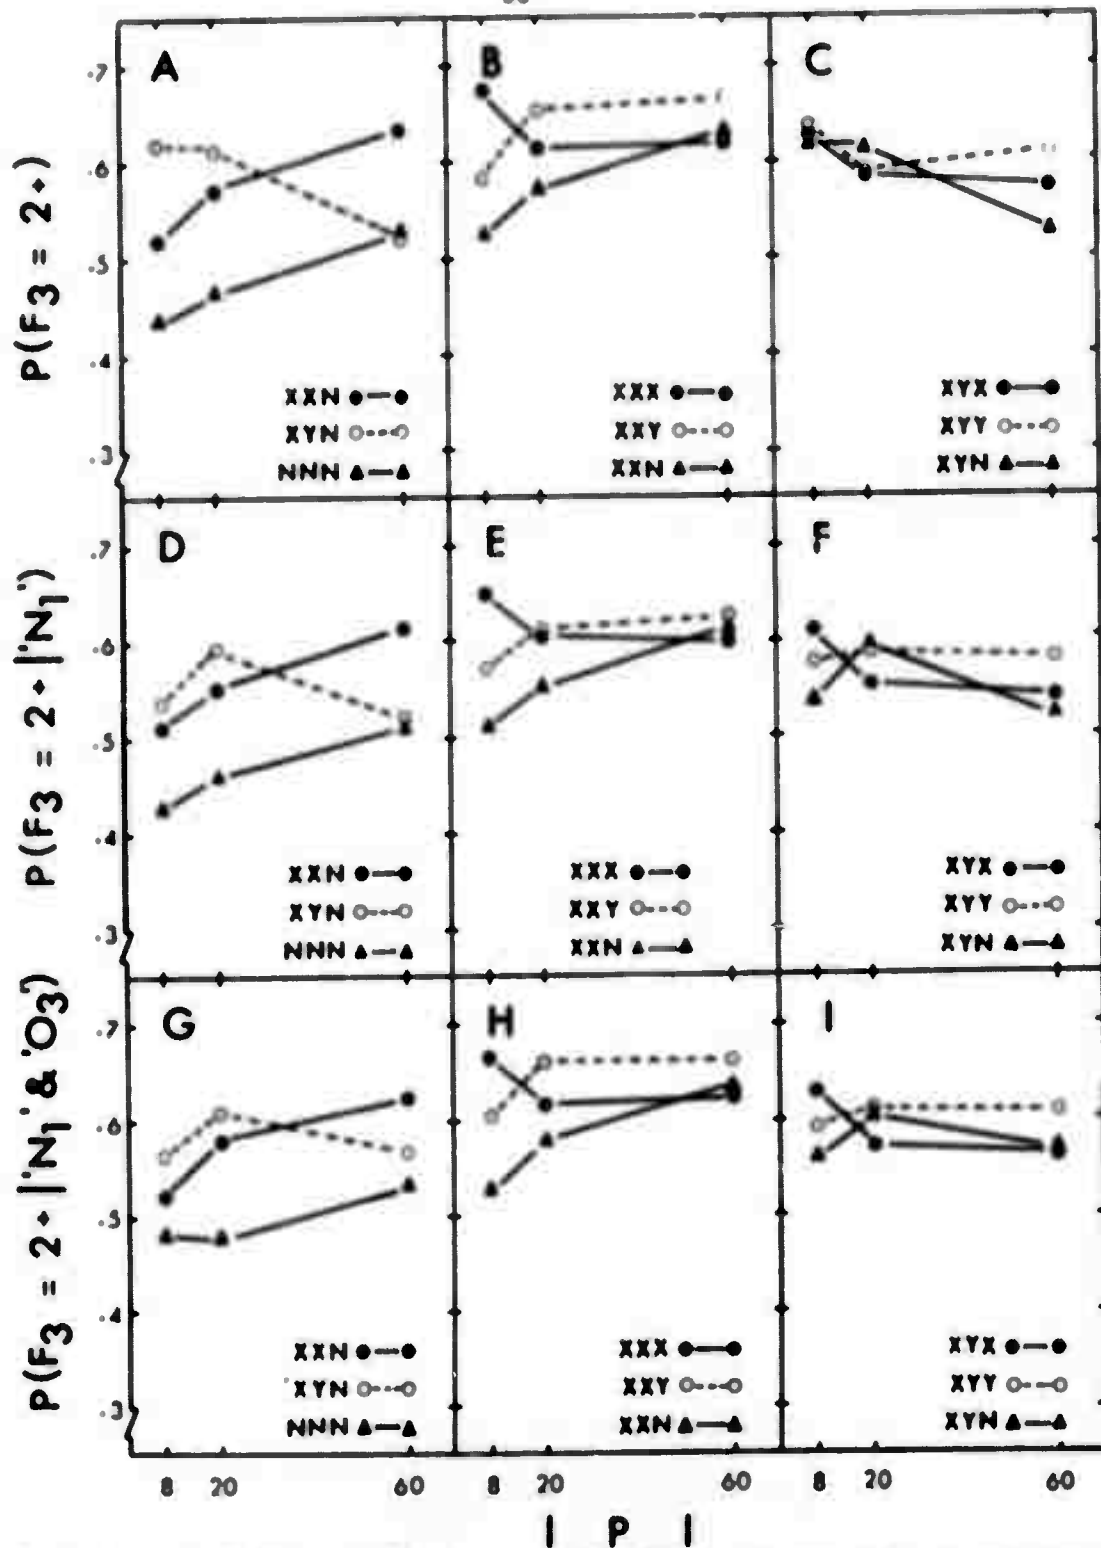 A
B
C
P(F3 = 2+)
.7
.6
.5
.4
.3
XXN
XYN
NNN
XXX
XXY
XXN
XYX
XYY
XYN
D
E
F
P(F3 = 2+|'N1')
.7
.6
.5
.4
.3
XXN
XYN
NNN
XXX
XXY
XXN
XYX
XYY
XYN
G
H
I
P(F3 = 2+|'N1' & 'O3')
.7
.6
.5
.4
.3
XXN
XYN
NNN
XXX
XXY
XXN
XYX
XYY
XYN
8 20 60
8 20 60
8 20 60
I P I